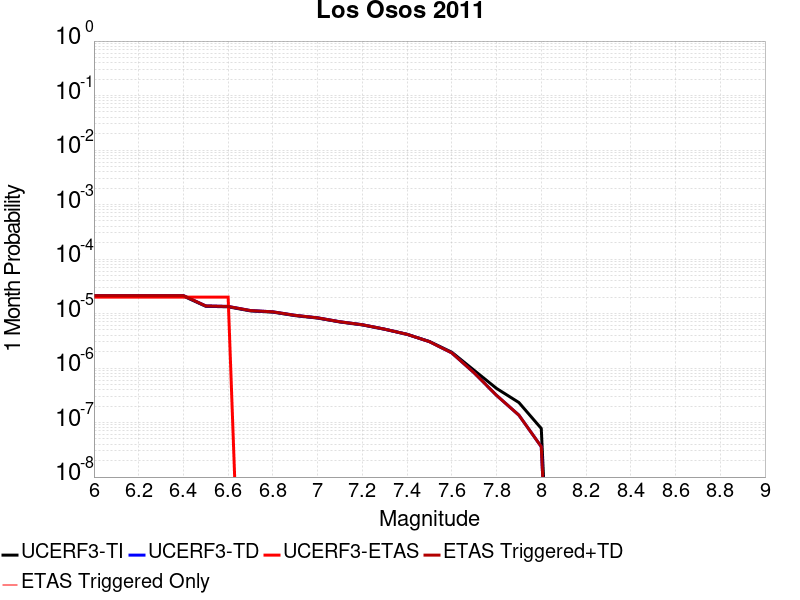 Los Osos 2011
1 Month Probability
10^0
10^-1
10^-2
10^-3
10^-4
10^-5
10^-6
10^-7
10^-8
6 6.2 6.4 6.6 6.8 7 7.2 7.4 7.6 7.8 8 8.2 8.4 8.6 8.8 9
Magnitude
UCERF3-TI UCERF3-TD UCERF3-ETAS ETAS Triggered+TD
ETAS Triggered Only